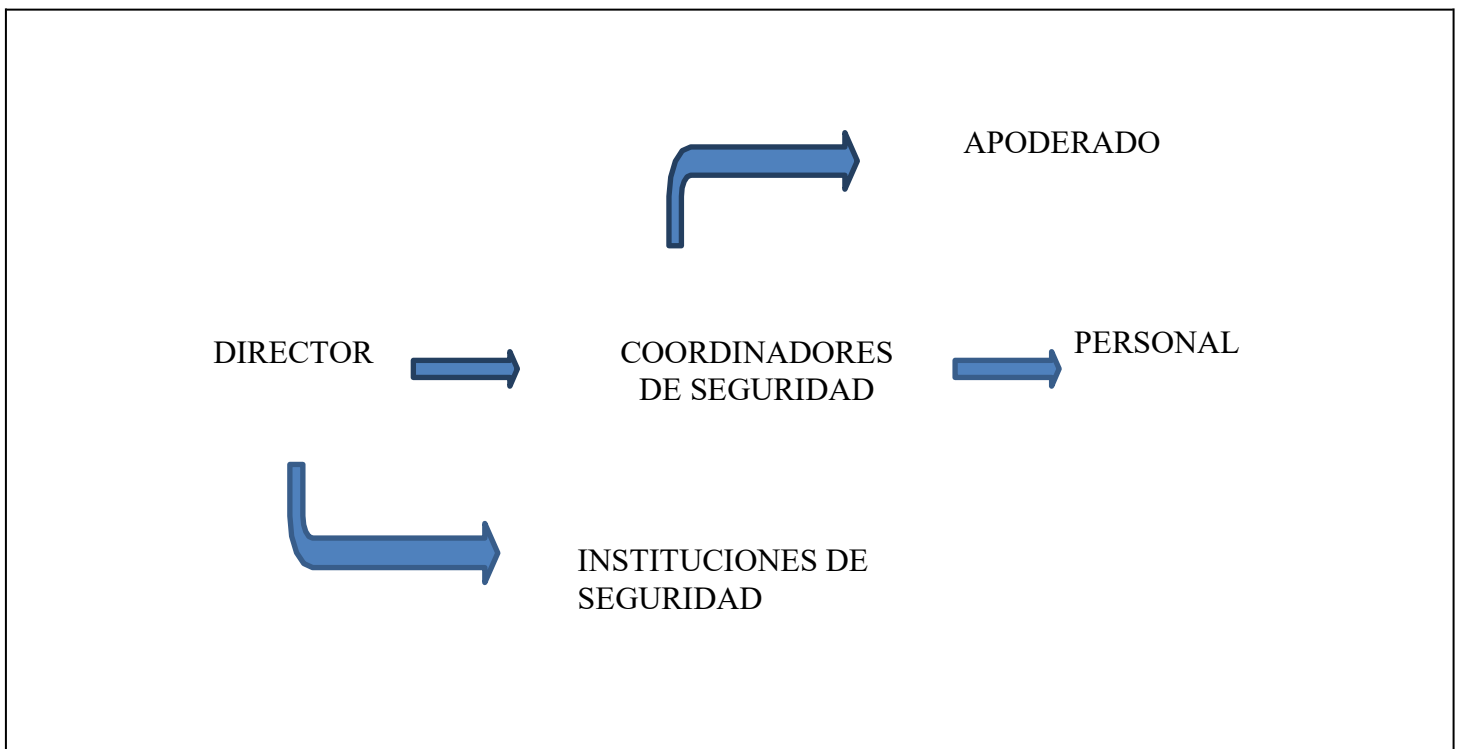 APODERADO
DIRECTOR
COORDINADORES
DE SEGURIDAD
PERSONAL
INSTITUCIONES DE
SEGURIDAD